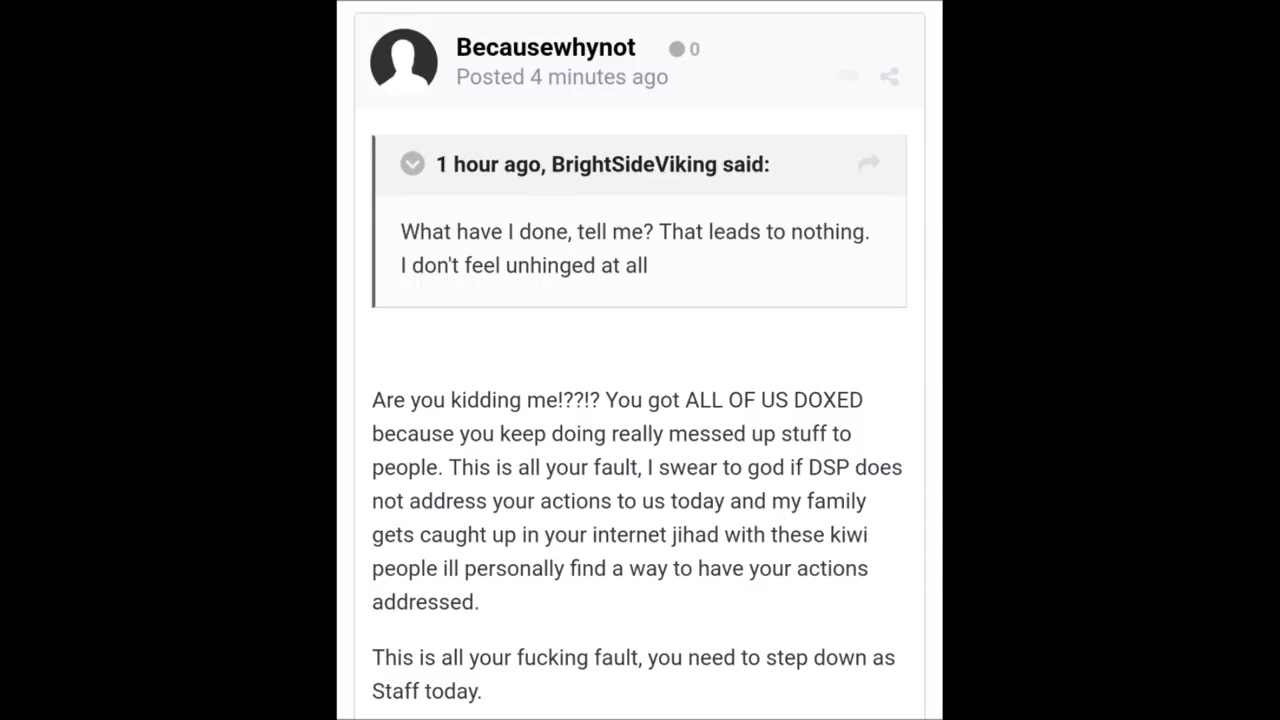 Becausewhynot 0
Posted 4 minutes ago
1 hour ago, BrightSideViking said:
What have I done, tell me? That leads to nothing.
I don't feel unhinged at all
Are you kidding me!??!? You got ALL OF US DOXED
because you keep doing really messed up stuff to
people. This is all your fault, I swear to god if DSP does
not address your actions to us today and my family
gets caught up in your internet jihad with these kiwi
people ill personally find a way to have your actions
addressed.
This is all your fucking fault, you need to step down as
Staff today.